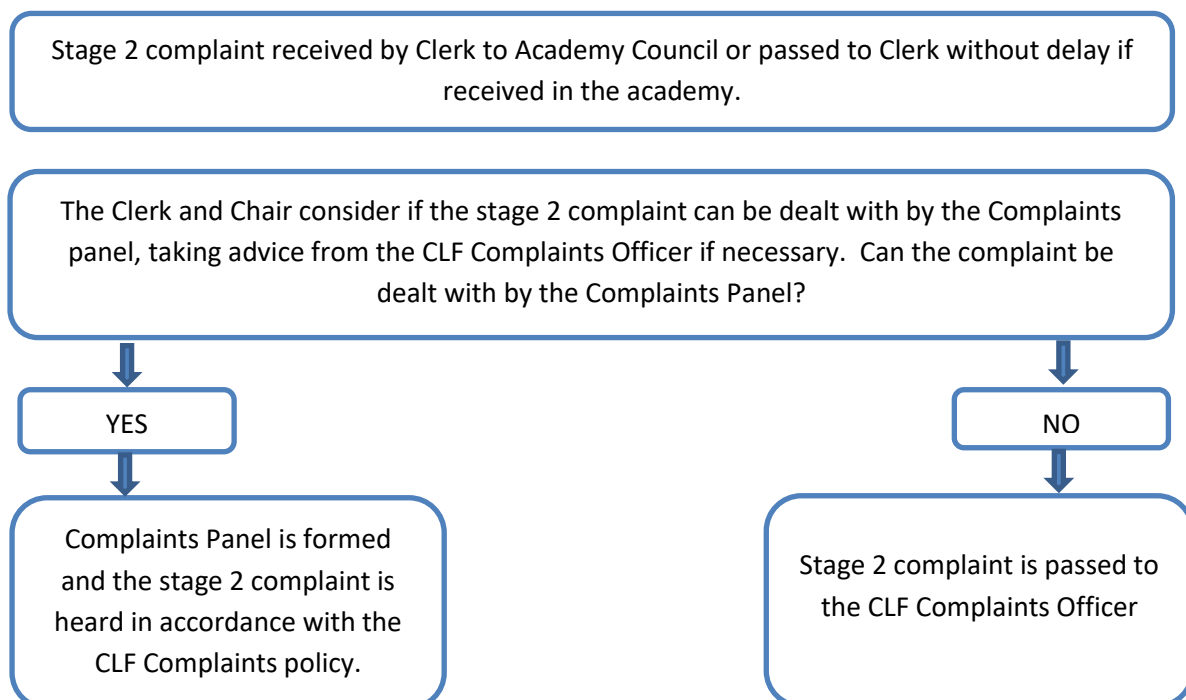 Stage 2 complaint received by Clerk to Academy Council or passed to Clerk without delay if
received in the academy.
The Clerk and Chair consider if the stage 2 complaint can be dealt with by the Complaints
panel, taking advice from the CLF Complaints Officer if necessary.  Can the complaint be
dealt with by the Complaints Panel?
YES
NO
Complaints Panel is formed
and the stage 2 complaint is
heard in accordance with the
CLF Complaints policy.
Stage 2 complaint is passed to
the CLF Complaints Officer